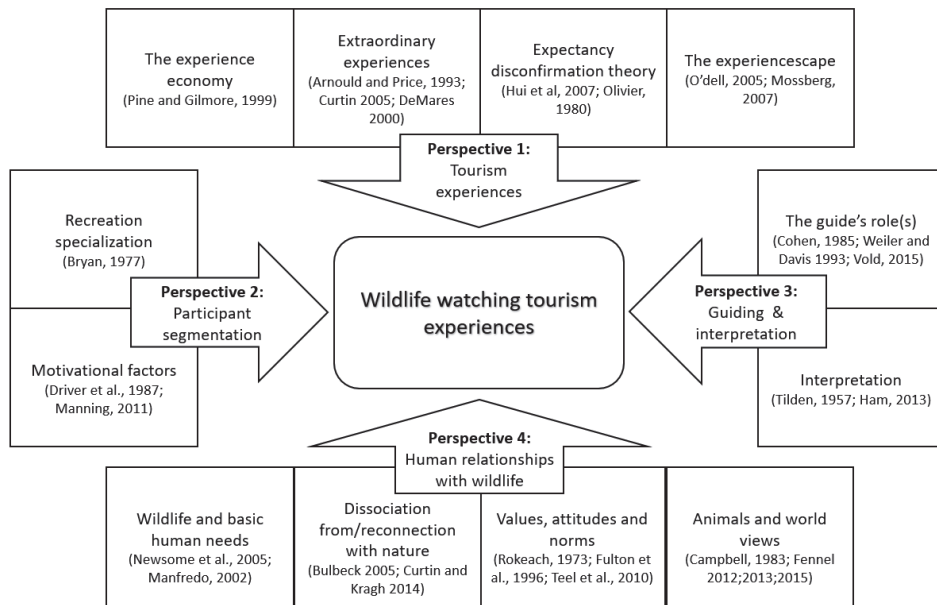 The experience
economy
(Pine and Gilmore, 1999)
Extraordinary
experiences
(Arnould and Price, 1993;
Curtin 2005; DeMares
2000)
Expectancy
disconfirmation theory
(Hui et al, 2007; Olivier,
1980)
The experiencescape
(O'dell, 2005; Mossberg,
2007)
Perspective 1:
Tourism
experiences
Recreation
specialization
(Bryan, 1977)
Perspective 2:
Participant
segmentation
Motivational factors
(Driver et al., 1987;
Manning, 2011)
Wildlife watching tourism
experiences
The guide's role(s)
(Cohen, 1985; Weiler and
Davis 1993; Vold, 2015)
Perspective 3:
Guiding &
interpretation
Interpretation
(Tilden, 1957; Ham, 2013)
Perspective 4:
Human relationships
with wildlife
Wildlife and basic
human needs
(Newsome et al., 2005;
Manfredo, 2002)
Dissociation
from/reconnection
with nature
(Bulbeck 2005; Curtin and
Kragh 2014)
Values, attitudes and
norms
(Rokeach, 1973; Fulton et
al., 1996; Teel et al., 2010)
Animals and world
views
(Campbell, 1983; Fennel
2012;2013;2015)